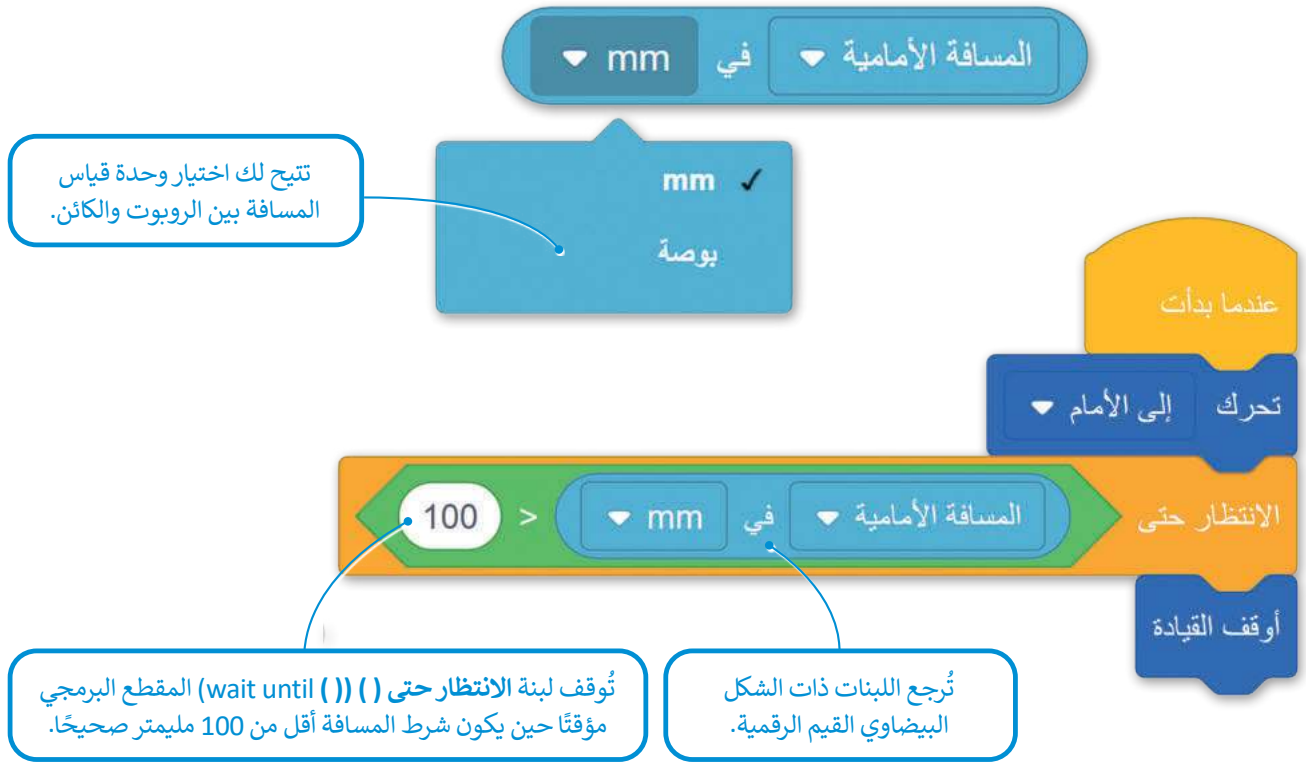 المسافة الأمامية في mm
mm
بوصة
تتيح لك اختيار وحدة قياس
المسافة بين الروبوت والكائن.
عندما بدأت
تحرك إلى الأمام
الانتظار حتى المسافة الأمامية في mm > 100
أوقف القيادة
تُرجع اللبنات ذات الشكل
البيضاوي القيم الرقمية.
تُوقف لبنة الانتظار حتى ( ) (( ) wait until) المقطع البرمجي
مؤقتًا حين يكون شرط المسافة أقل من 100 مليمتر صحيحًا.